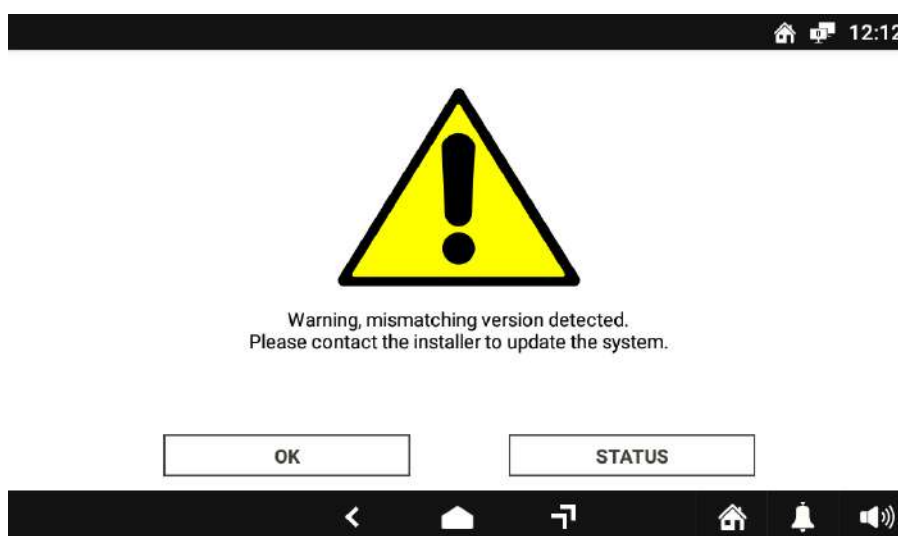 12:12
Warning, mismatching version detected.
Please contact the installer to update the system.
OK
STATUS